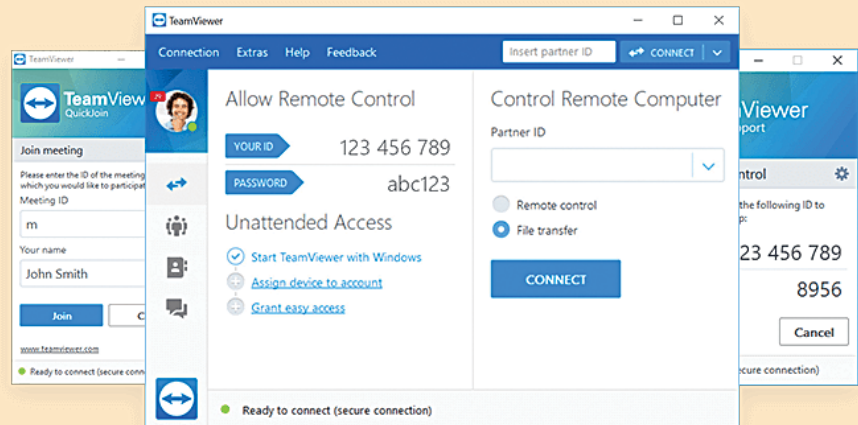 TeamViewer
TeamView
QuickJoin
Join meeting
Please enter the ID of the meeting
which you would like to participat
Meeting ID
m
Your name
John Smith
Join
www.teamviewer.com
Ready to connect (secure conn
TeamViewer
Connection Extras Help Feedback Insert partner ID CONNECT
29
Allow Remote Control
YOUR ID 123 456 789
PASSWORD abc123
Unattended Access
Start TeamViewer with Windows
Assign device to account
Grant easy access
Control Remote Computer
Partner ID
Remote control
File transfer
CONNECT
Ready to connect (secure connection)
Viewer
port
ntrol
the following ID to
p:
23 456 789
8956
Cancel
ecure connection)